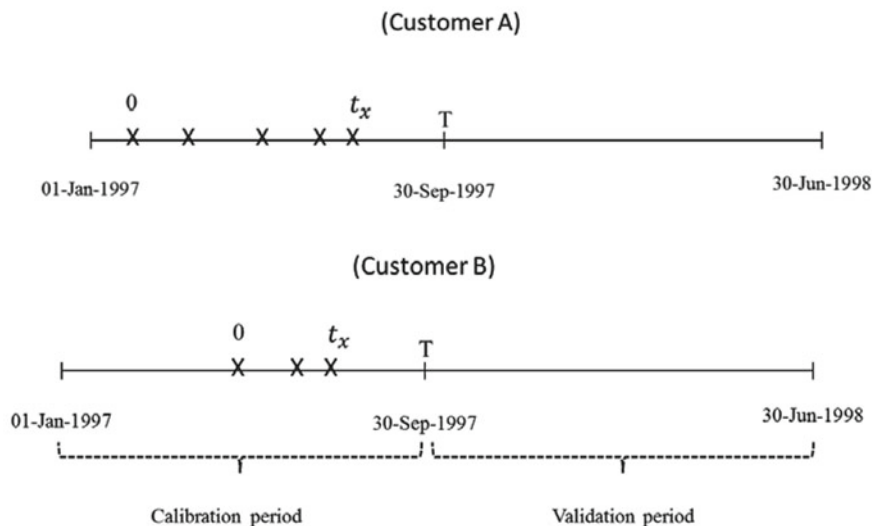 (Customer A)
0 t_x T
X X X X X
01-Jan-1997 30-Sep-1997 30-Jun-1998
(Customer B)
0 t_x T
X X X
01-Jan-1997 30-Sep-1997 30-Jun-1998
Calibration period Validation period